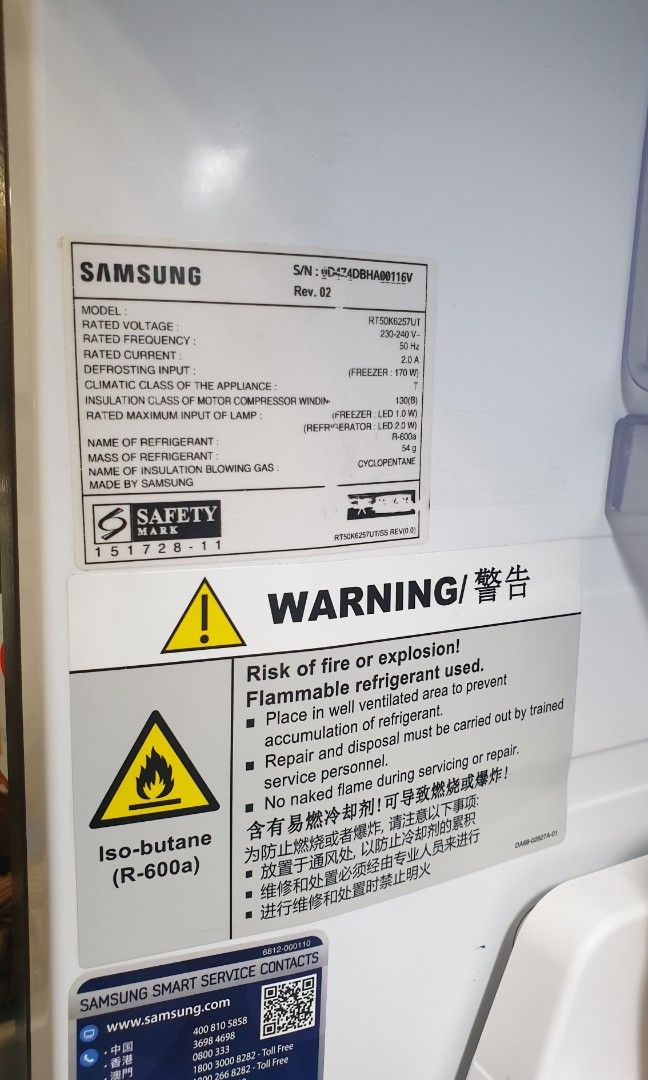 SAMSUNG
S/N : 0D4Z4DBHA00116V
Rev. 02
MODEL : RT50K6257UT
RATED VOLTAGE : 230-240 V~
RATED FREQUENCY : 50 Hz
RATED CURRENT : 2.0 A
DEFROSTING INPUT : (FREEZER : 170 W)
CLIMATIC CLASS OF THE APPLIANCE : T
INSULATION CLASS OF MOTOR COMPRESSOR WINDIN 130(B)
RATED MAXIMUM INPUT OF LAMP : (FREEZER : LED 1.0 W)
(REFRIGERATOR : LED 2.0 W)
NAME OF REFRIGERANT : R-600a
MASS OF REFRIGERANT : 54 g
NAME OF INSULATION BLOWING GAS : CYCLOPENTANE
MADE BY SAMSUNG
SAFETY
MARK
151728-11
RT50K6257UT/SS REV(0.0)
WARNING/警告
Risk of fire or explosion!
Flammable refrigerant used.
▪ Place in well ventilated area to prevent
accumulation of refrigerant.
▪ Repair and disposal must be carried out by trained
service personnel.
▪ No naked flame during servicing or repair.
含有易燃冷却剂!可导致燃烧或爆炸!
为防止燃烧或者爆炸, 请注意以下事项:
▪ 放置于通风处, 以防止冷却剂的累积
▪ 维修和处置必须经由专业人员来进行
▪ 进行维修和处置时禁止明火
DA68-02827A-01
Iso-butane
(R-600a)
6812-000110
SAMSUNG SMART SERVICE CONTACTS
www.samsung.com
· 中国 400 810 5858
· 香港 3698 4698
· 澳門 0800 333
1800 3000 8282 - Toll Free
1800 266 8282 - Toll Free